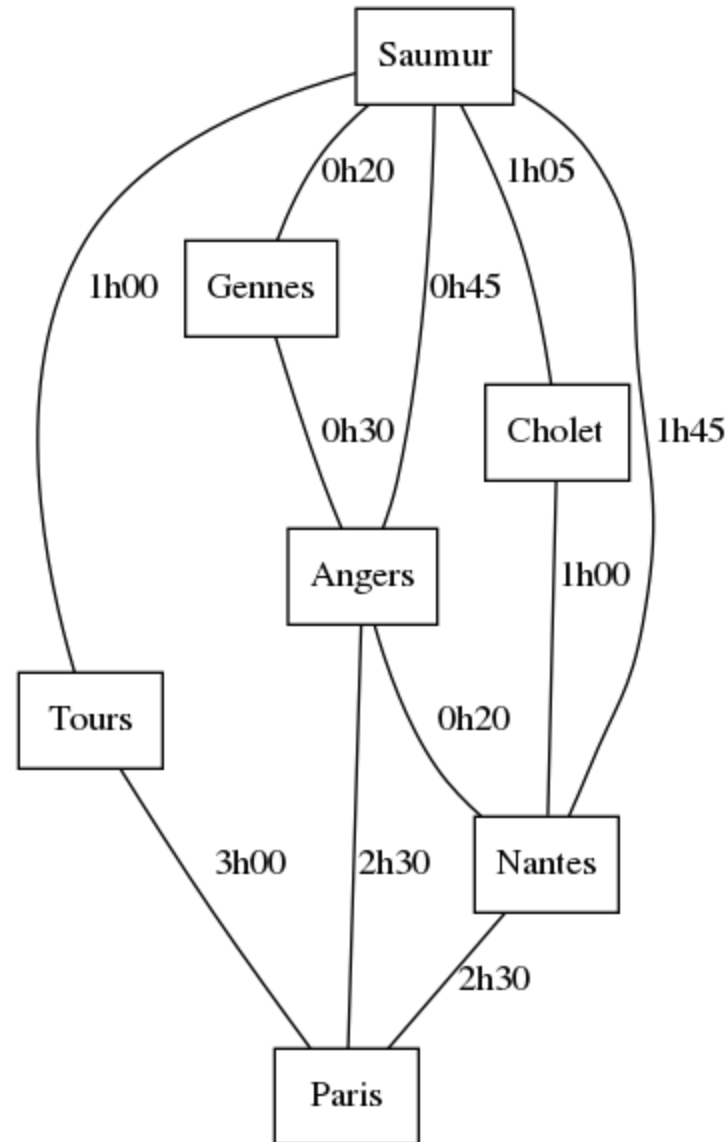 Saumur
0h20
1h05
1h00
Gennes
0h45
0h30
Cholet
1h45
Angers
1h00
Tours
0h20
3h00
2h30
Nantes
2h30
Paris